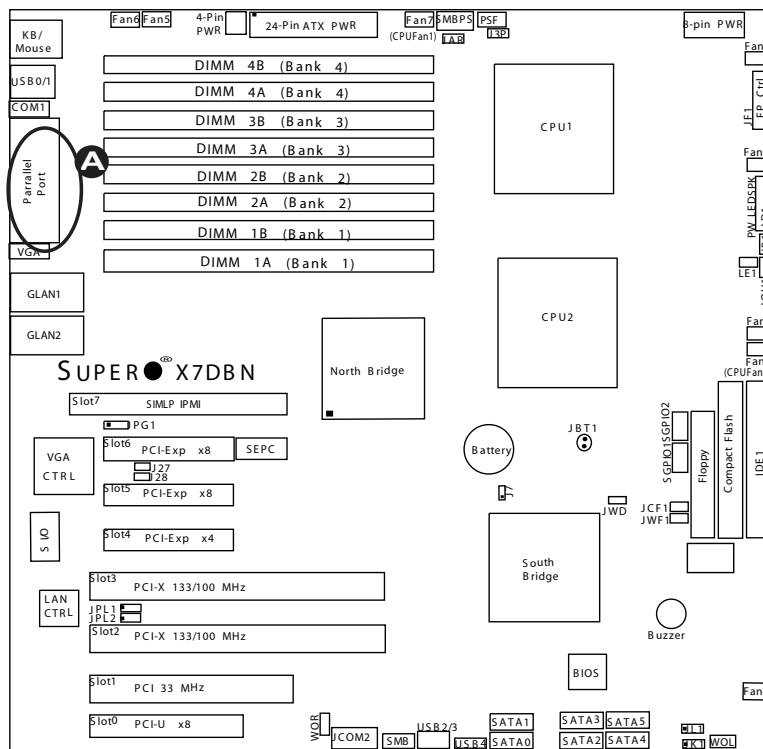 Fan6 Fan5
4-Pin
PWR
24-Pin ATX PWR
Fan7
(CPUFan1)
SMBPS
PSF
J3P
8-pin PWR
KB/
Mouse
USB0/1
COM1
Parrallel
Port
A
VGA
GLAN1
GLAN2
DIMM 4B (Bank 4)
DIMM 4A (Bank 4)
DIMM 3B (Bank 3)
DIMM 3A (Bank 3)
DIMM 2B (Bank 2)
DIMM 2A (Bank 2)
DIMM 1B (Bank 1)
DIMM 1A (Bank 1)
CPU1
CPU2
Fan
JF1
FP Ctrl
Fan
PW LEDSPK
LE1
Fan
Fan
(CPUFan
SUPER ® X7DBN
North Bridge
Slot7
SIMLP IPMI
JPG1
Slot6
PCI-Exp x8
SEPC
VGA
CTRL
J27
J28
Slot5
PCI-Exp x8
S I/O
Slot4
PCI-Exp x4
Slot3
PCI-X 133/100 MHz
LAN
CTRL
JPL1
JPL2
Slot2
PCI-X 133/100 MHz
Slot1
PCI 33 MHz
Slot0
PCI-U x8
Battery
JBT1
J7
JWD
SGPIO1
SGPIO2
JCF1
JWF1
Floppy
Compact Flash
IDE1
South
Bridge
Buzzer
BIOS
Fan
WOR
JCOM2
SMB
USB2/3
USB4
SATA1
SATA0
SATA3
SATA2
SATA5
SATA4
WOL